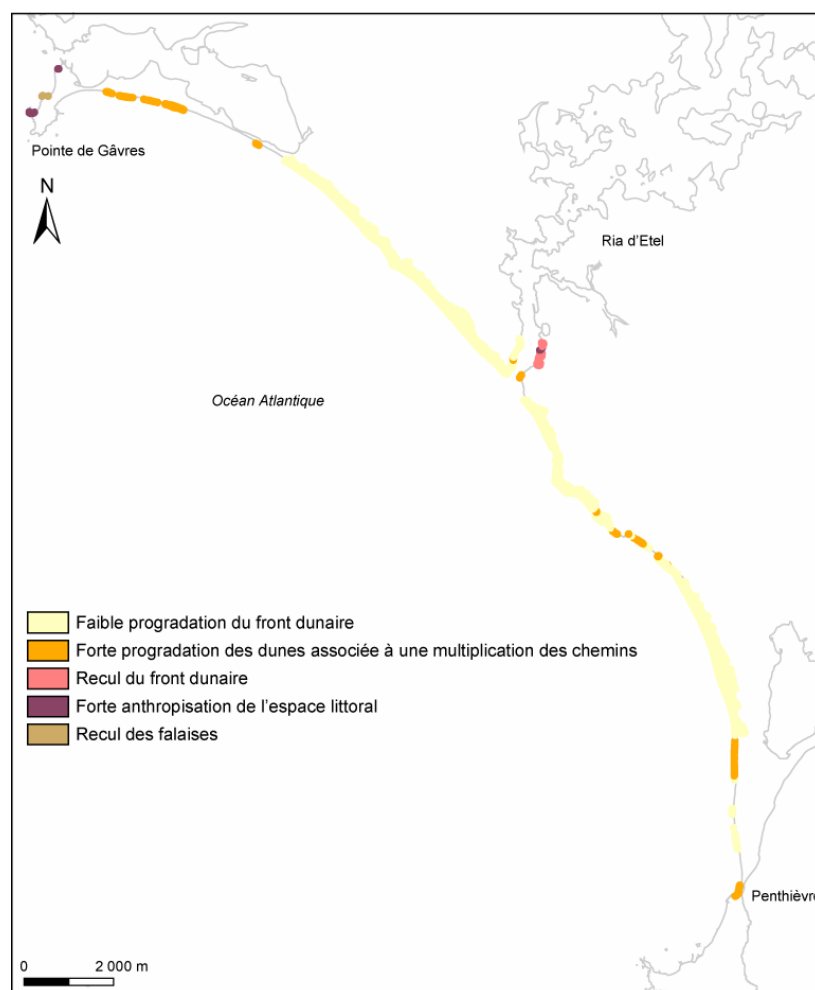 Pointe de Gâvres
N
Ria d'Etel
Océan Atlantique
Faible progradation du front dunaire
Forte progradation des dunes associée à une multiplication des chemins
Recul du front dunaire
Forte anthropisation de l'espace littoral
Recul des falaises
Penthièvre
0 2 000 m